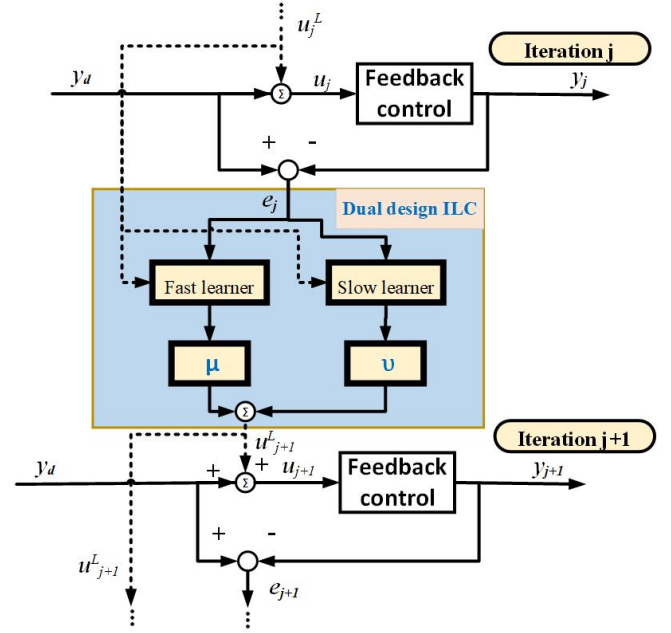 u_j^L
Iteration j
y_d
u_j
Feedback control
y_j
Σ
+ -
e_j
Dual design ILC
Fast learner
Slow learner
μ
υ
Σ
u^L_{j+1}
Iteration j+1
y_d
+ +
u_{j+1}
Feedback control
y_{j+1}
Σ
+ -
u^L_{j+1}
e_{j+1}